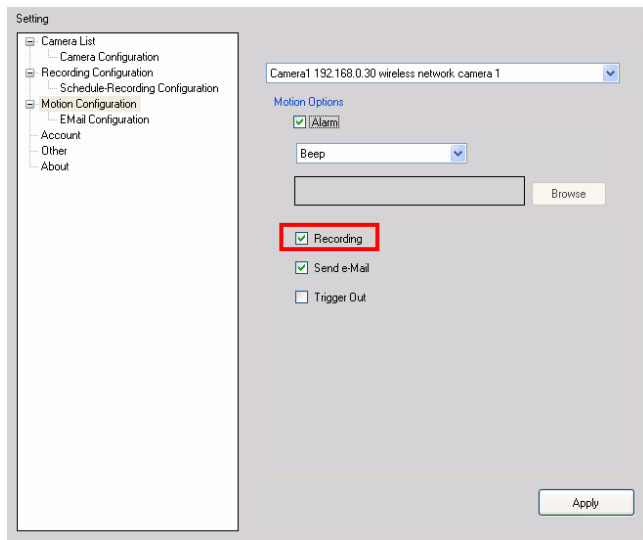 Setting
Camera List
Camera Configuration
Recording Configuration
Schedule-Recording Configuration
Motion Configuration
EMail Configuration
Account
Other
About
Camera1 192.168.0.30 wireless network camera 1
Motion Options
Alarm
Beep
Browse
Recording
Send e-Mail
Trigger Out
Apply